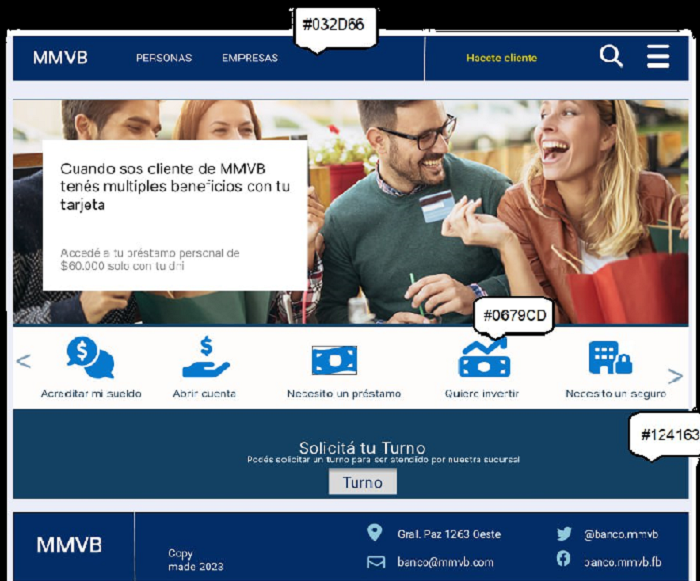 #032D66
MMVB PERSONAS EMPRESAS Hacete cliente
Cuando sos cliente de MMVB
tenés multiples beneficios con tu
tarjeta
Accedé a tu préstamo personal de
$60.000 solo con tu dni
#0679CD
< Acreditar mi sueldo Abrir cuenta Necesito un préstamo Quiero invertir Necesito un seguro >
#124163
Solicitá tu Turno
Podés solicitar un turno para ser atendido por nuestra sucursal
Turno
MMVB
Copy
made 2023
Gral. Paz 1263 Oeste
banco@mmvb.com
@banco.mmvb
banco.mmvb.fb